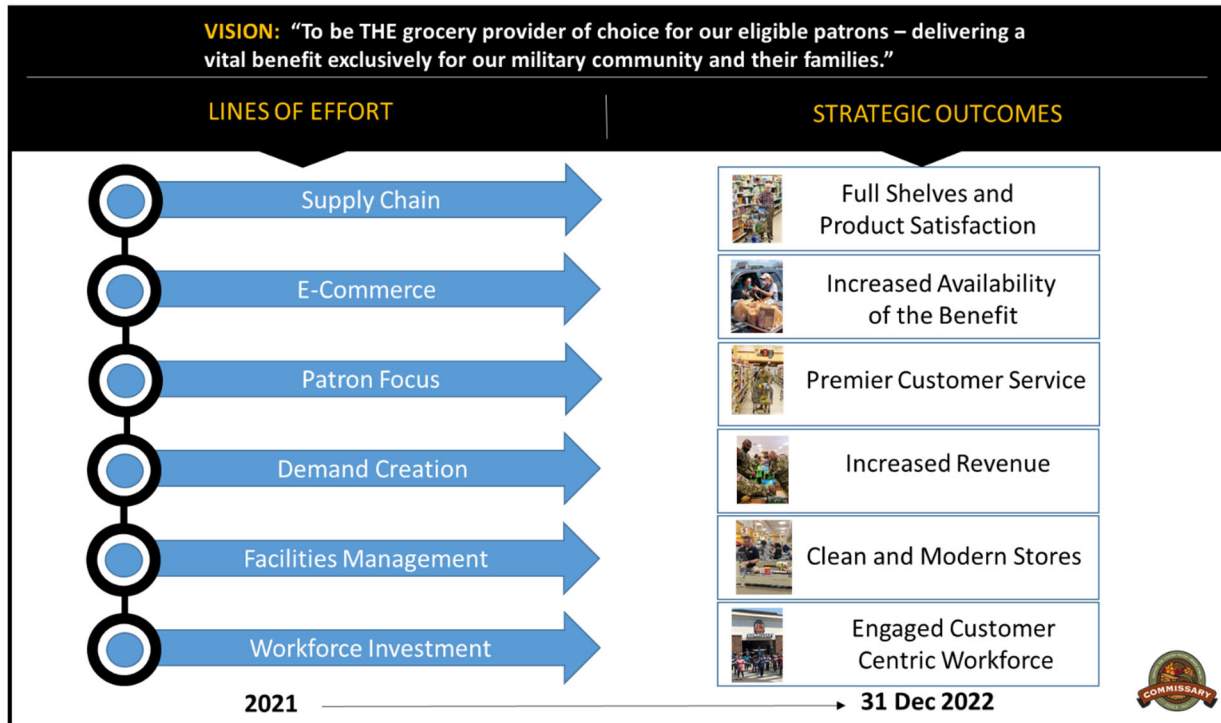 VISION: “To be THE grocery provider of choice for our eligible patrons – delivering a
vital benefit exclusively for our military community and their families.”
LINES OF EFFORT
STRATEGIC OUTCOMES
Supply Chain
Full Shelves and
Product Satisfaction
E-Commerce
Increased Availability
of the Benefit
Patron Focus
Premier Customer Service
Demand Creation
Increased Revenue
Facilities Management
Clean and Modern Stores
Workforce Investment
Engaged Customer
Centric Workforce
2021
31 Dec 2022
COMMISSARY